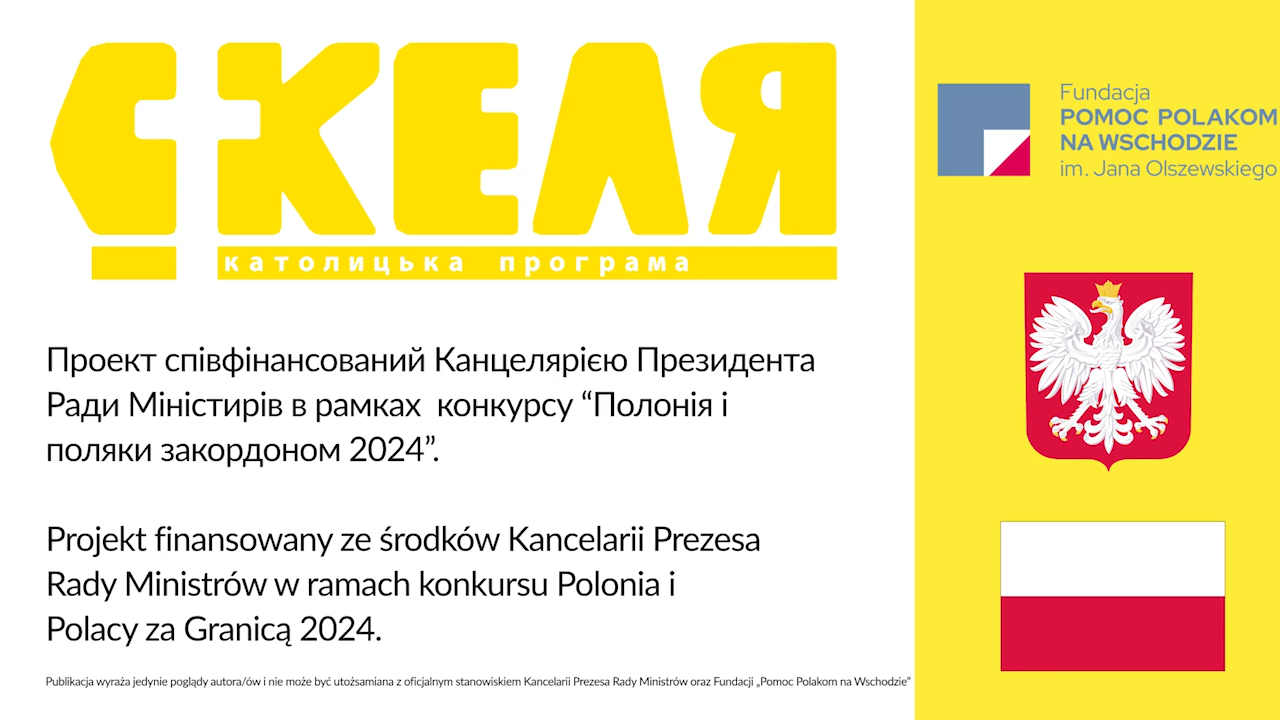 СКЕЛЯ
католицька програма
Проект співфінансований Канцелярією Президента
Ради Міністирів в рамках конкурсу “Полонія і
поляки закордоном 2024”.
Projekt finansowany ze środków Kancelarii Prezesa
Rady Ministrów w ramach konkursu Polonia i
Polacy za Granicą 2024.
Publikacja wyraża jedynie poglądy autora/ów i nie może być utożsamiana z oficjalnym stanowiskiem Kancelarii Prezesa Rady Ministrów oraz Fundacji „Pomoc Polakom na Wschodzie”
Fundacja
POMOC POLAKOM
NA WSCHODZIE
im. Jana Olszewskiego